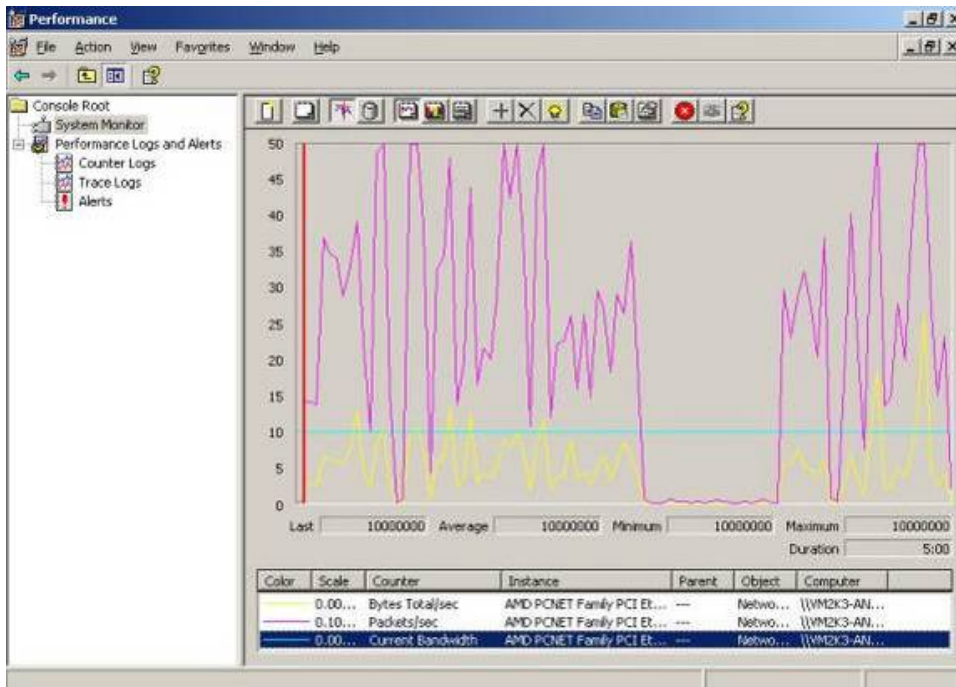 Performance
File Action View Favorites Window Help
Console Root
System Monitor
Performance Logs and Alerts
Counter Logs
Trace Logs
Alerts
50
45
40
35
30
25
20
15
10
5
0
Last 10000000 Average 10000000 Minimum 10000000 Maximum 10000000
Duration 5:00
Color Scale Counter Instance Parent Object Computer
0.00... Bytes Total/sec AMD PCNET Family PCI Et... --- Netwo... \\VM2K3-AN...
0.10... Packets/sec AMD PCNET Family PCI Et... --- Netwo... \\VM2K3-AN...
0.00... Current Bandwidth AMD PCNET Family PCI Et... --- Netwo... \\VM2K3-AN...